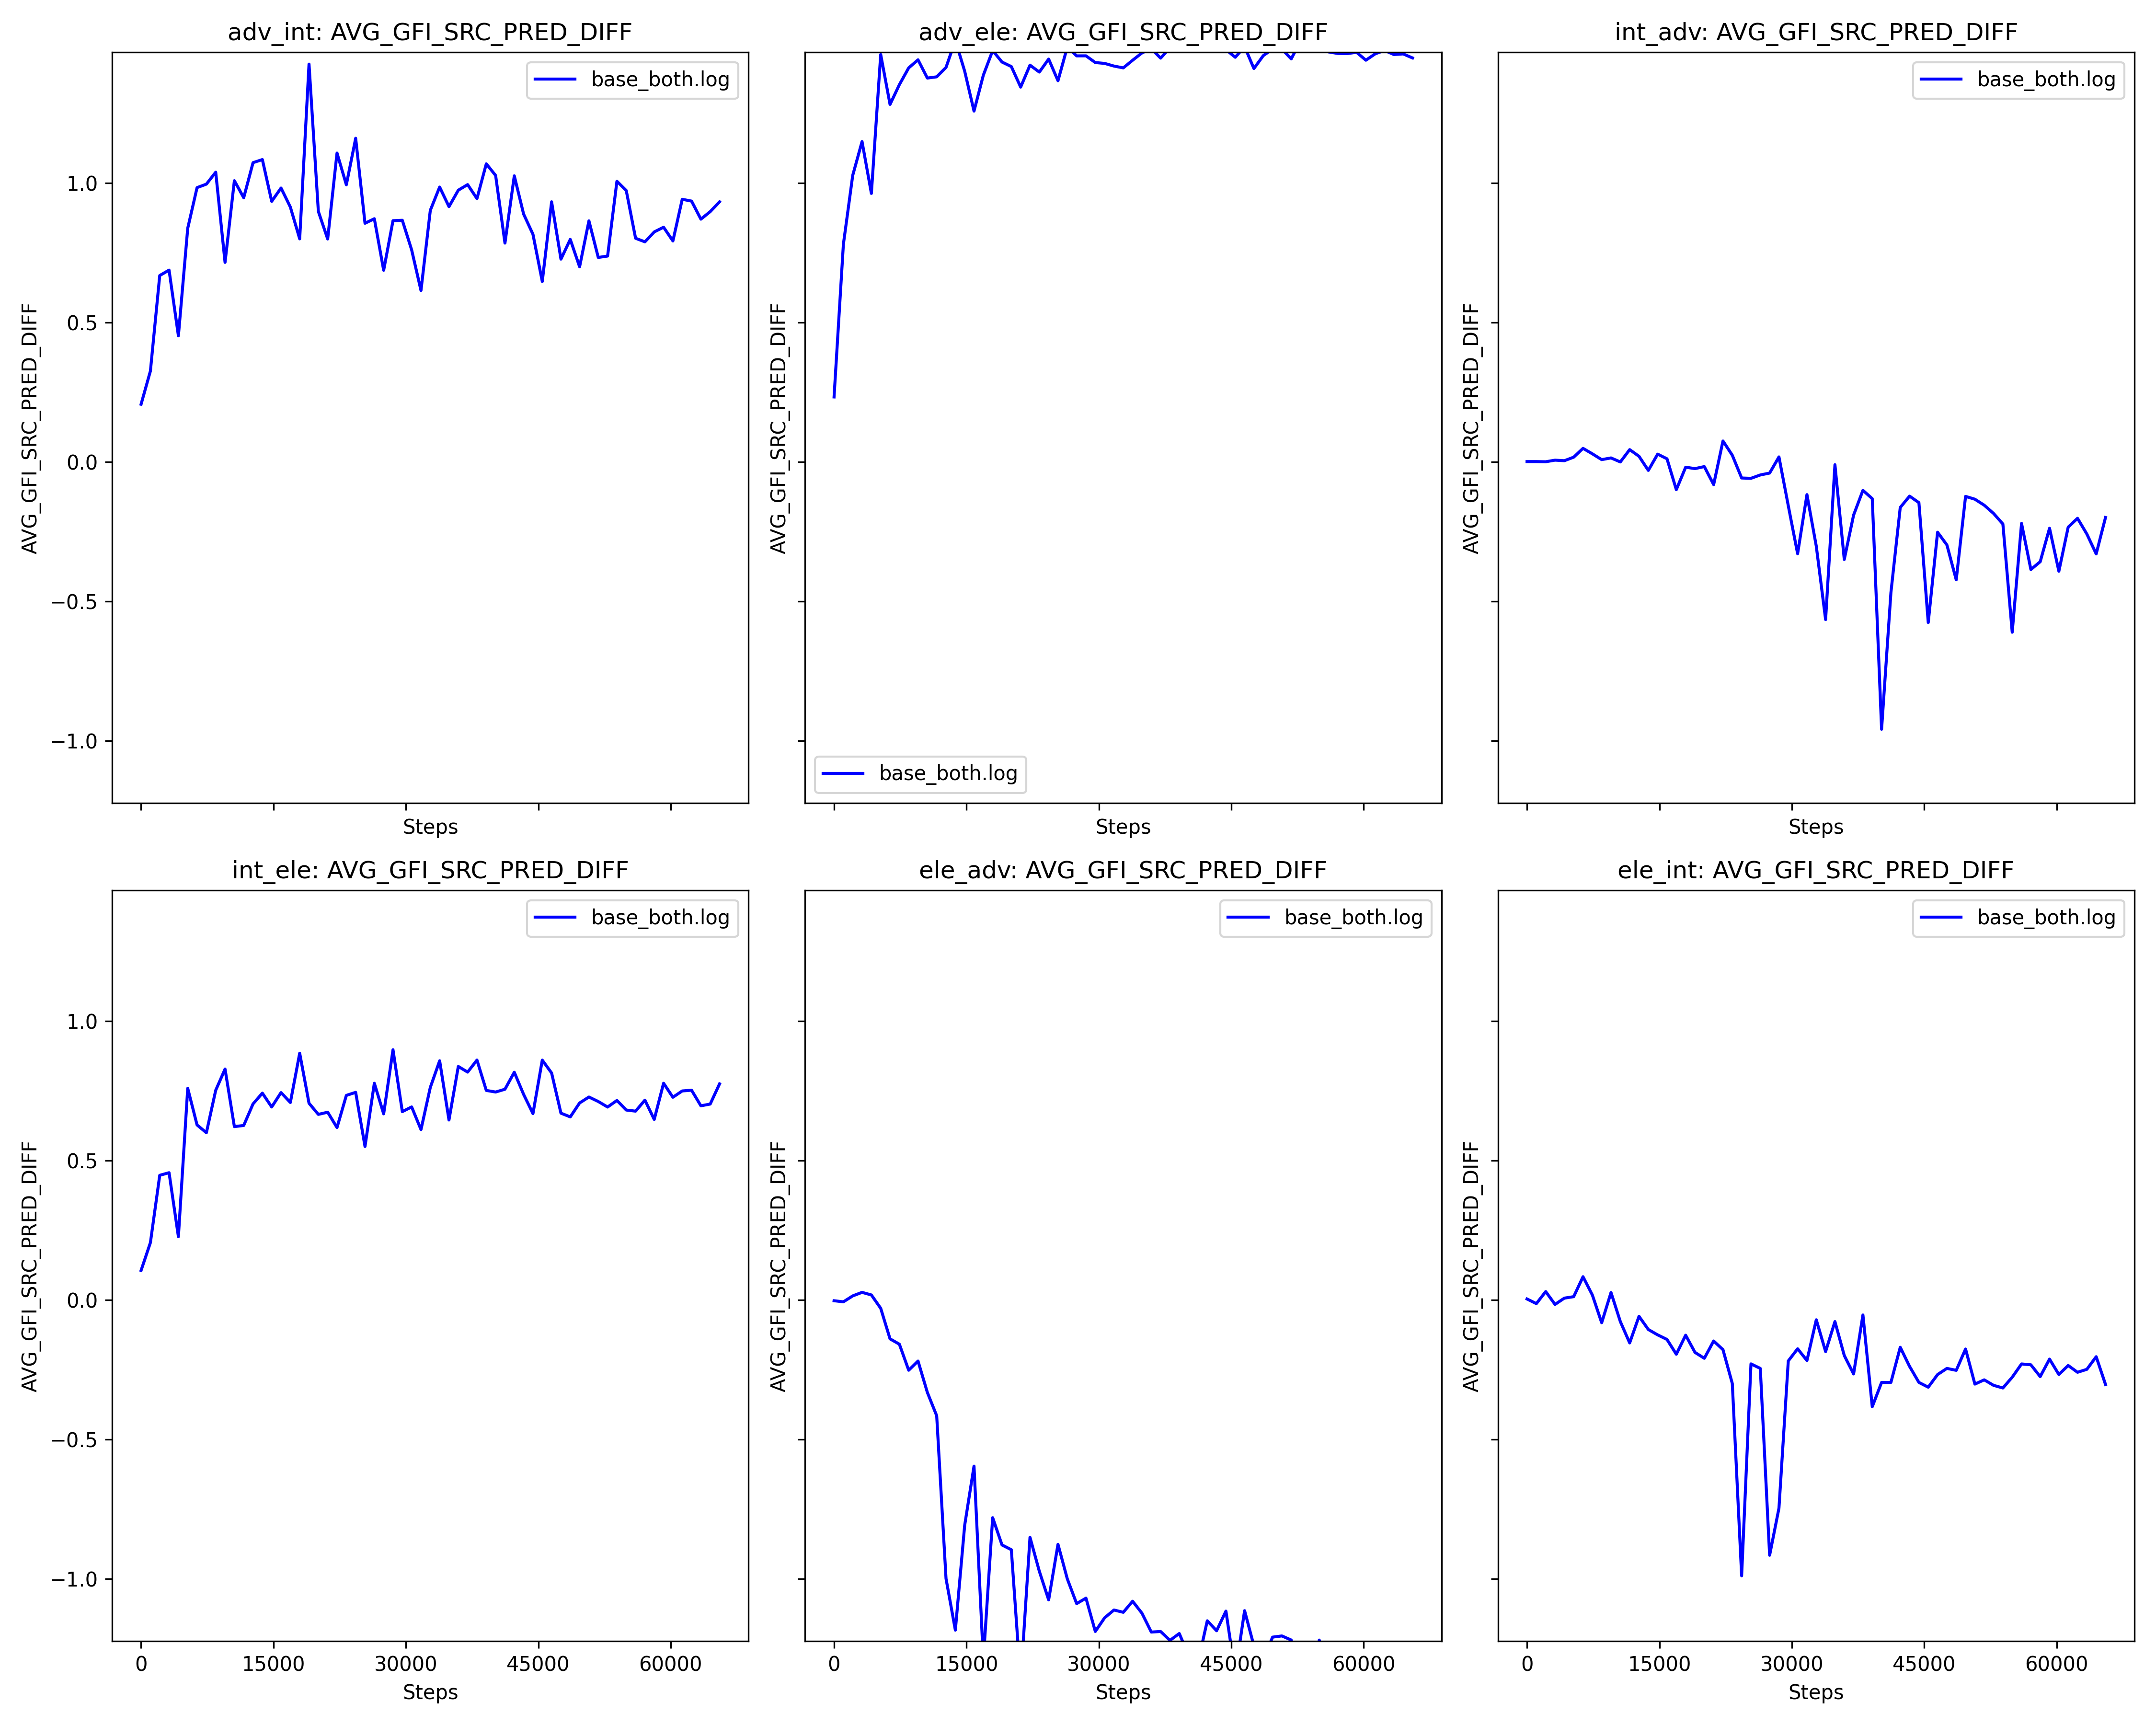 adv_int: AVG_GFI_SRC_PRED_DIFF
adv_ele: AVG_GFI_SRC_PRED_DIFF
int_adv: AVG_GFI_SRC_PRED_DIFF
base_both.log
base_both.log
base_both.log
AVG_GFI_SRC_PRED_DIFF
AVG_GFI_SRC_PRED_DIFF
AVG_GFI_SRC_PRED_DIFF
1.0
0.5
0.0
−0.5
−1.0
Steps
Steps
Steps
int_ele: AVG_GFI_SRC_PRED_DIFF
ele_adv: AVG_GFI_SRC_PRED_DIFF
ele_int: AVG_GFI_SRC_PRED_DIFF
base_both.log
base_both.log
base_both.log
AVG_GFI_SRC_PRED_DIFF
AVG_GFI_SRC_PRED_DIFF
AVG_GFI_SRC_PRED_DIFF
1.0
0.5
0.0
−0.5
−1.0
0 15000 30000 45000 60000
0 15000 30000 45000 60000
0 15000 30000 45000 60000
Steps
Steps
Steps